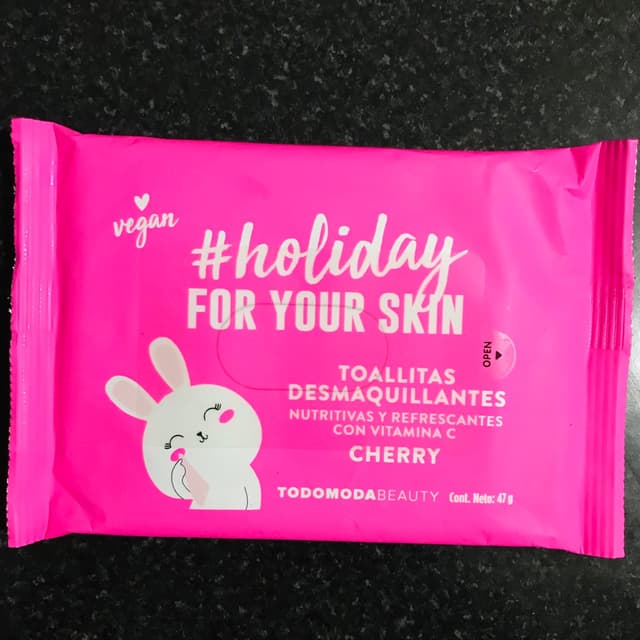 vegan
#holiday
FOR YOUR SKIN
OPEN
TOALLITAS
DESMAQUILLANTES
NUTRITIVAS Y REFRESCANTES
CON VITAMINA C
CHERRY
TODOMODABEAUTY Cont. Neto: 47 g